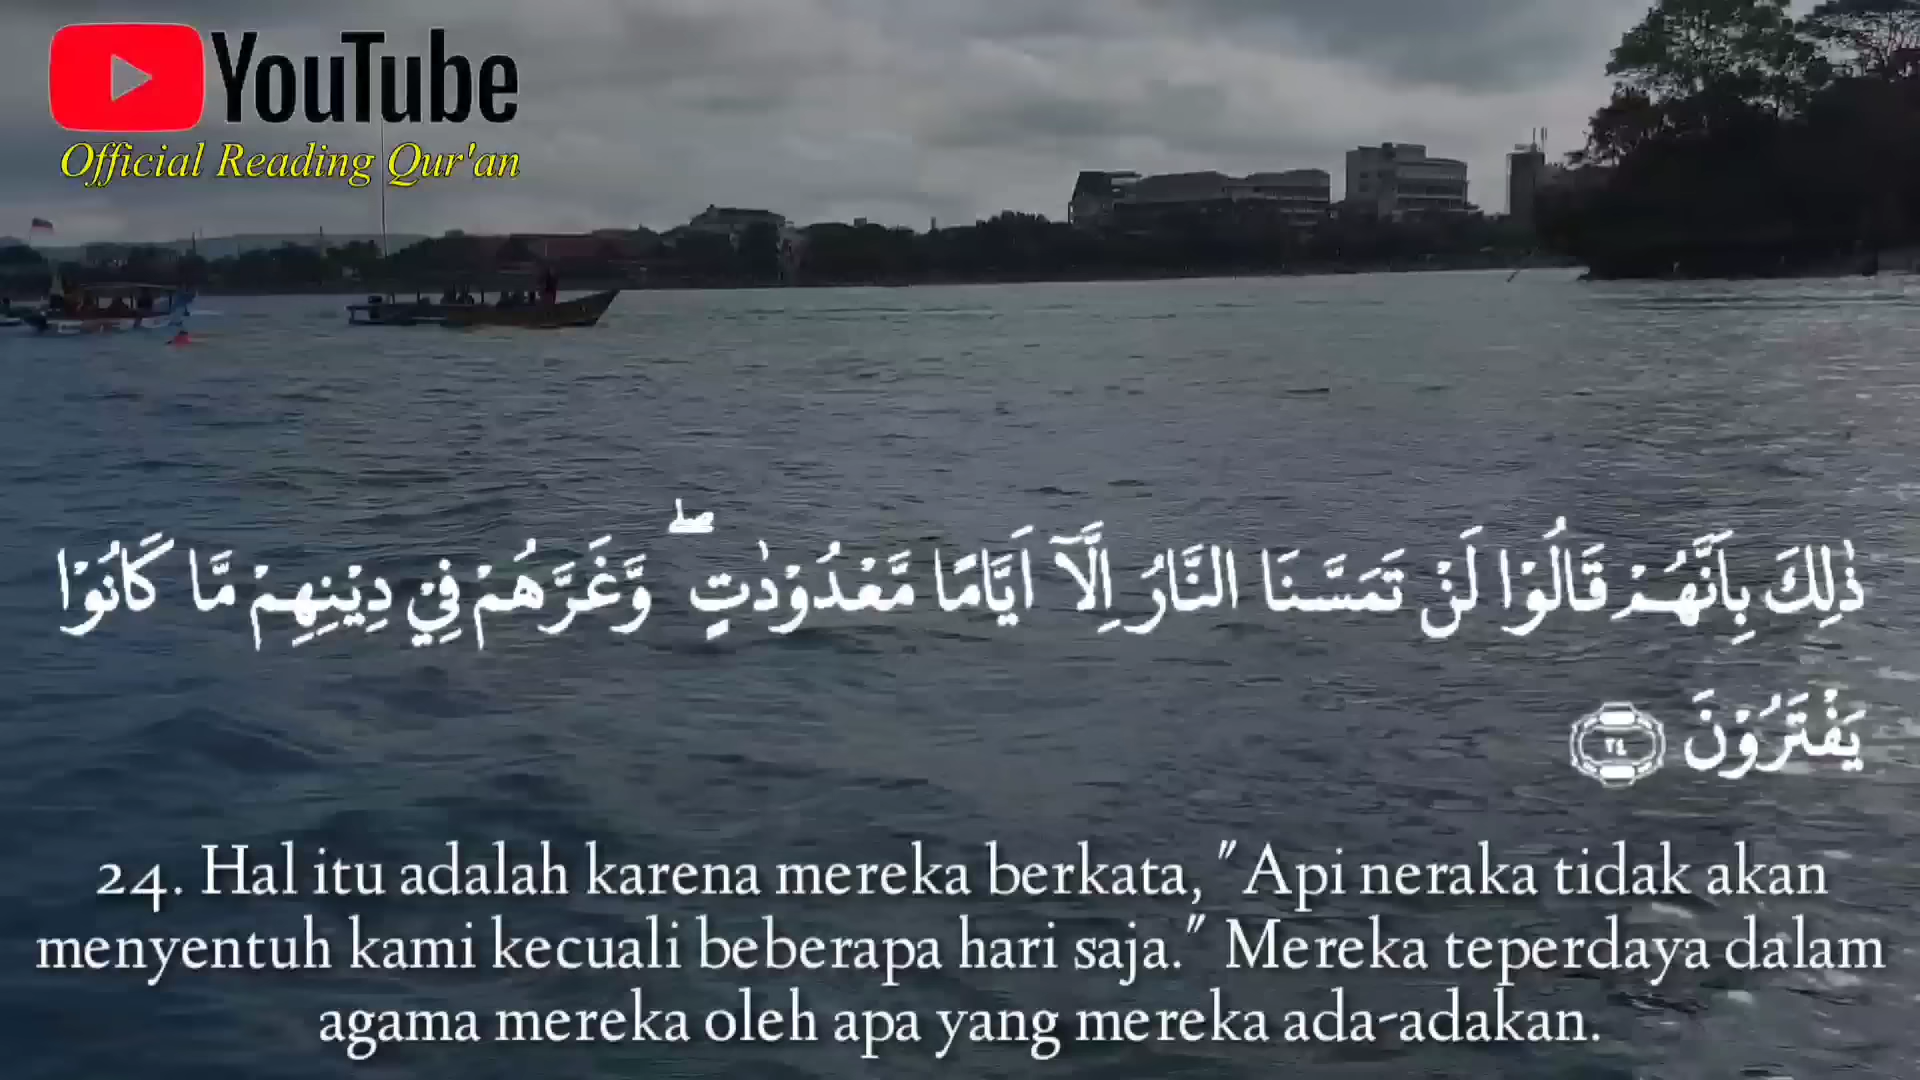 YouTube
Official Reading Qur'an
ذٰلِكَ بِاَنَّهُمْ قَالُوْا لَنْ تَمَسَّنَا النَّارُ اِلَّآ اَيَّامًا مَّعْدُوْدٰتٍ ۖ وَّغَرَّهُمْ فِيْ دِيْنِهِمْ مَّا كَانُوْا
يَفْتَرُوْنَ ٢٤
24. Hal itu adalah karena mereka berkata, "Api neraka tidak akan
menyentuh kami kecuali beberapa hari saja." Mereka teperdaya dalam
agama mereka oleh apa yang mereka ada-adakan.